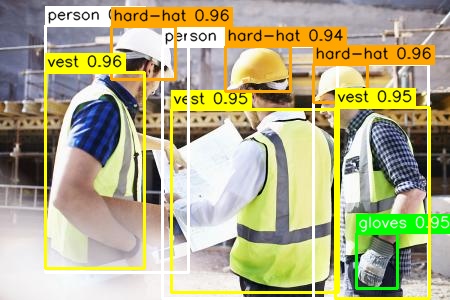 person
hard-hat 0.96
person
hard-hat 0.94
hard-hat 0.96
vest 0.96
vest 0.95
vest 0.95
gloves 0.95